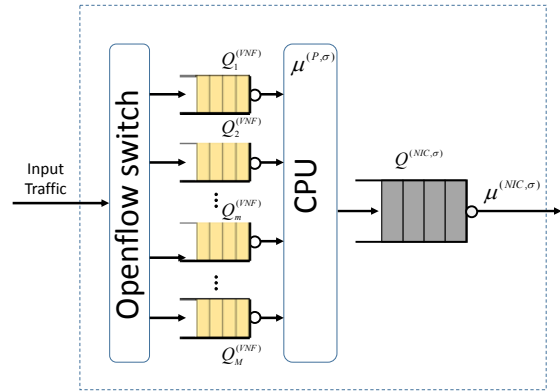 Input
Traffic
Openflow switch
Q_1^{(VNF)}
Q_2^{(VNF)}
...
Q_m^{(VNF)}
...
Q_M^{(VNF)}
μ^{(P,σ)}
CPU
Q^{(NIC,σ)}
μ^{(NIC,σ)}